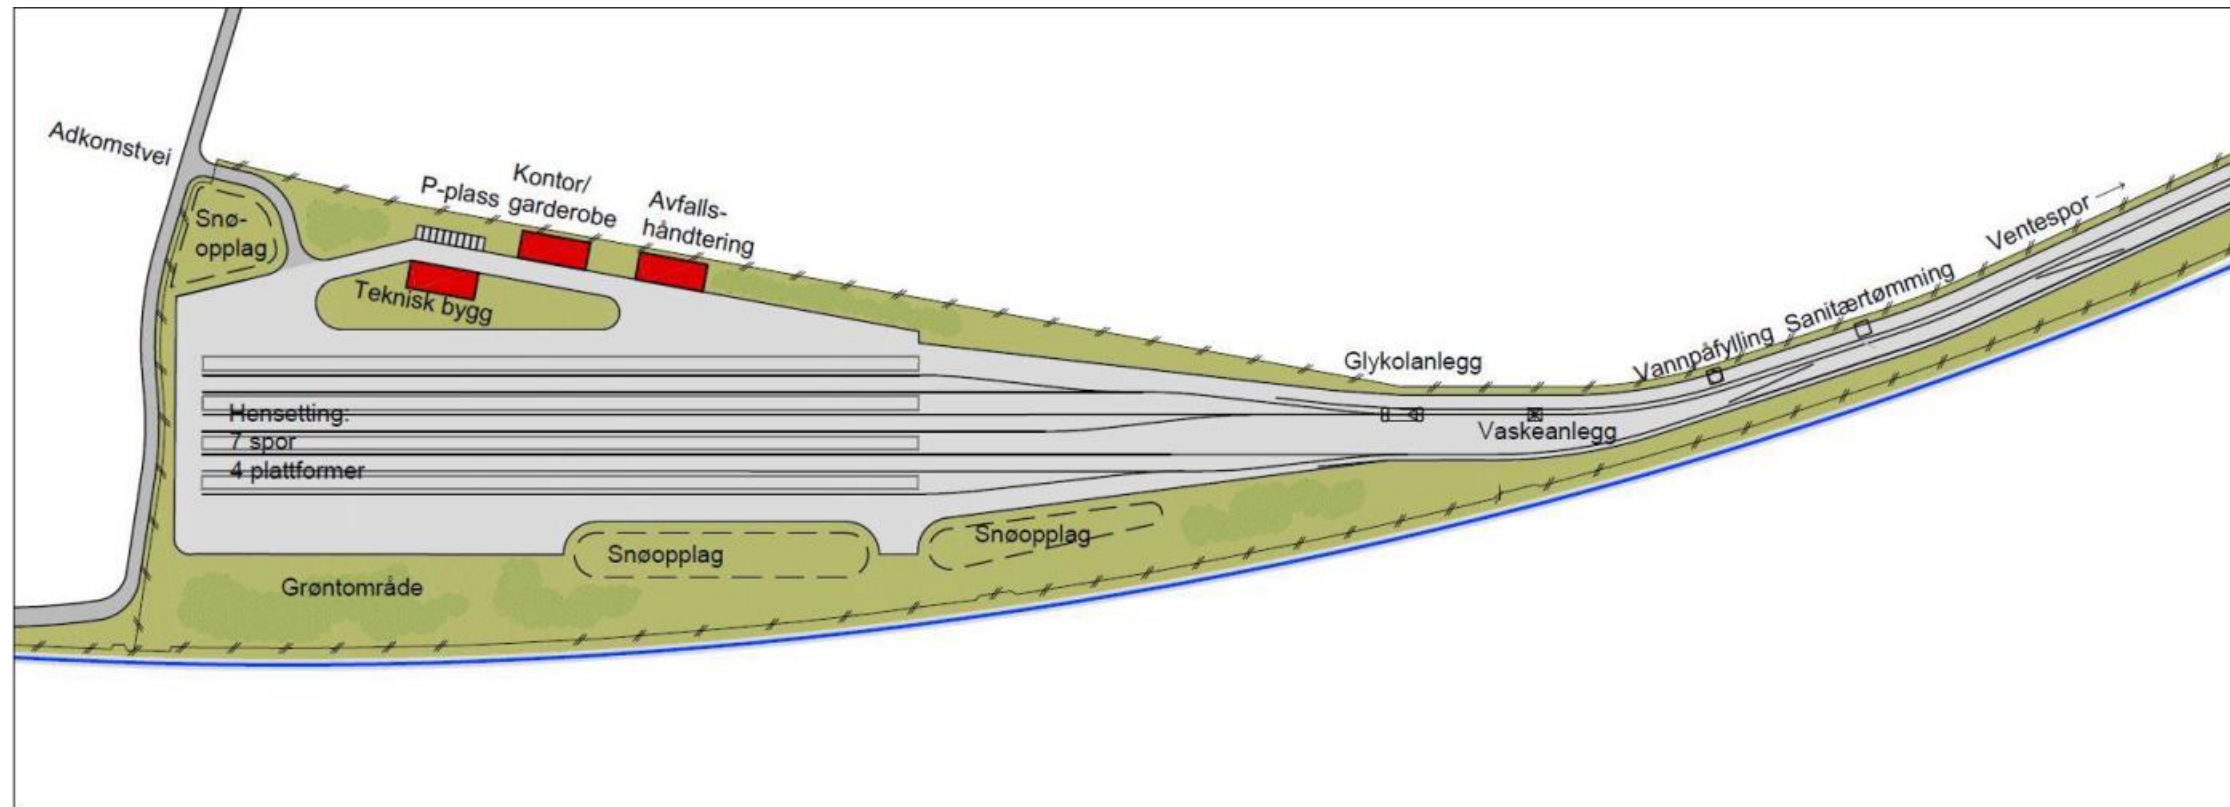 Adkomstvei
Snø-
opplag
P-plass
Kontor/
garderobe
Avfalls-
håndtering
Teknisk bygg
Hensetting:
7 spor
4 plattformer
Glykolanlegg
Vaskeanlegg
Vannpåfylling
Sanitærtømming
Ventespor
Snøopplag
Snøopplag
Grøntområde